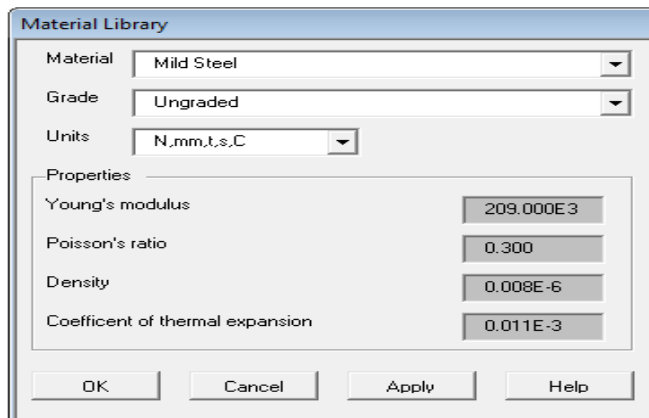 Material Library
Material Mild Steel
Grade Ungraded
Units N,mm,t,s,C
Properties
Young's modulus 209.000E3
Poisson's ratio 0.300
Density 0.008E-6
Coefficent of thermal expansion 0.011E-3
OK Cancel Apply Help